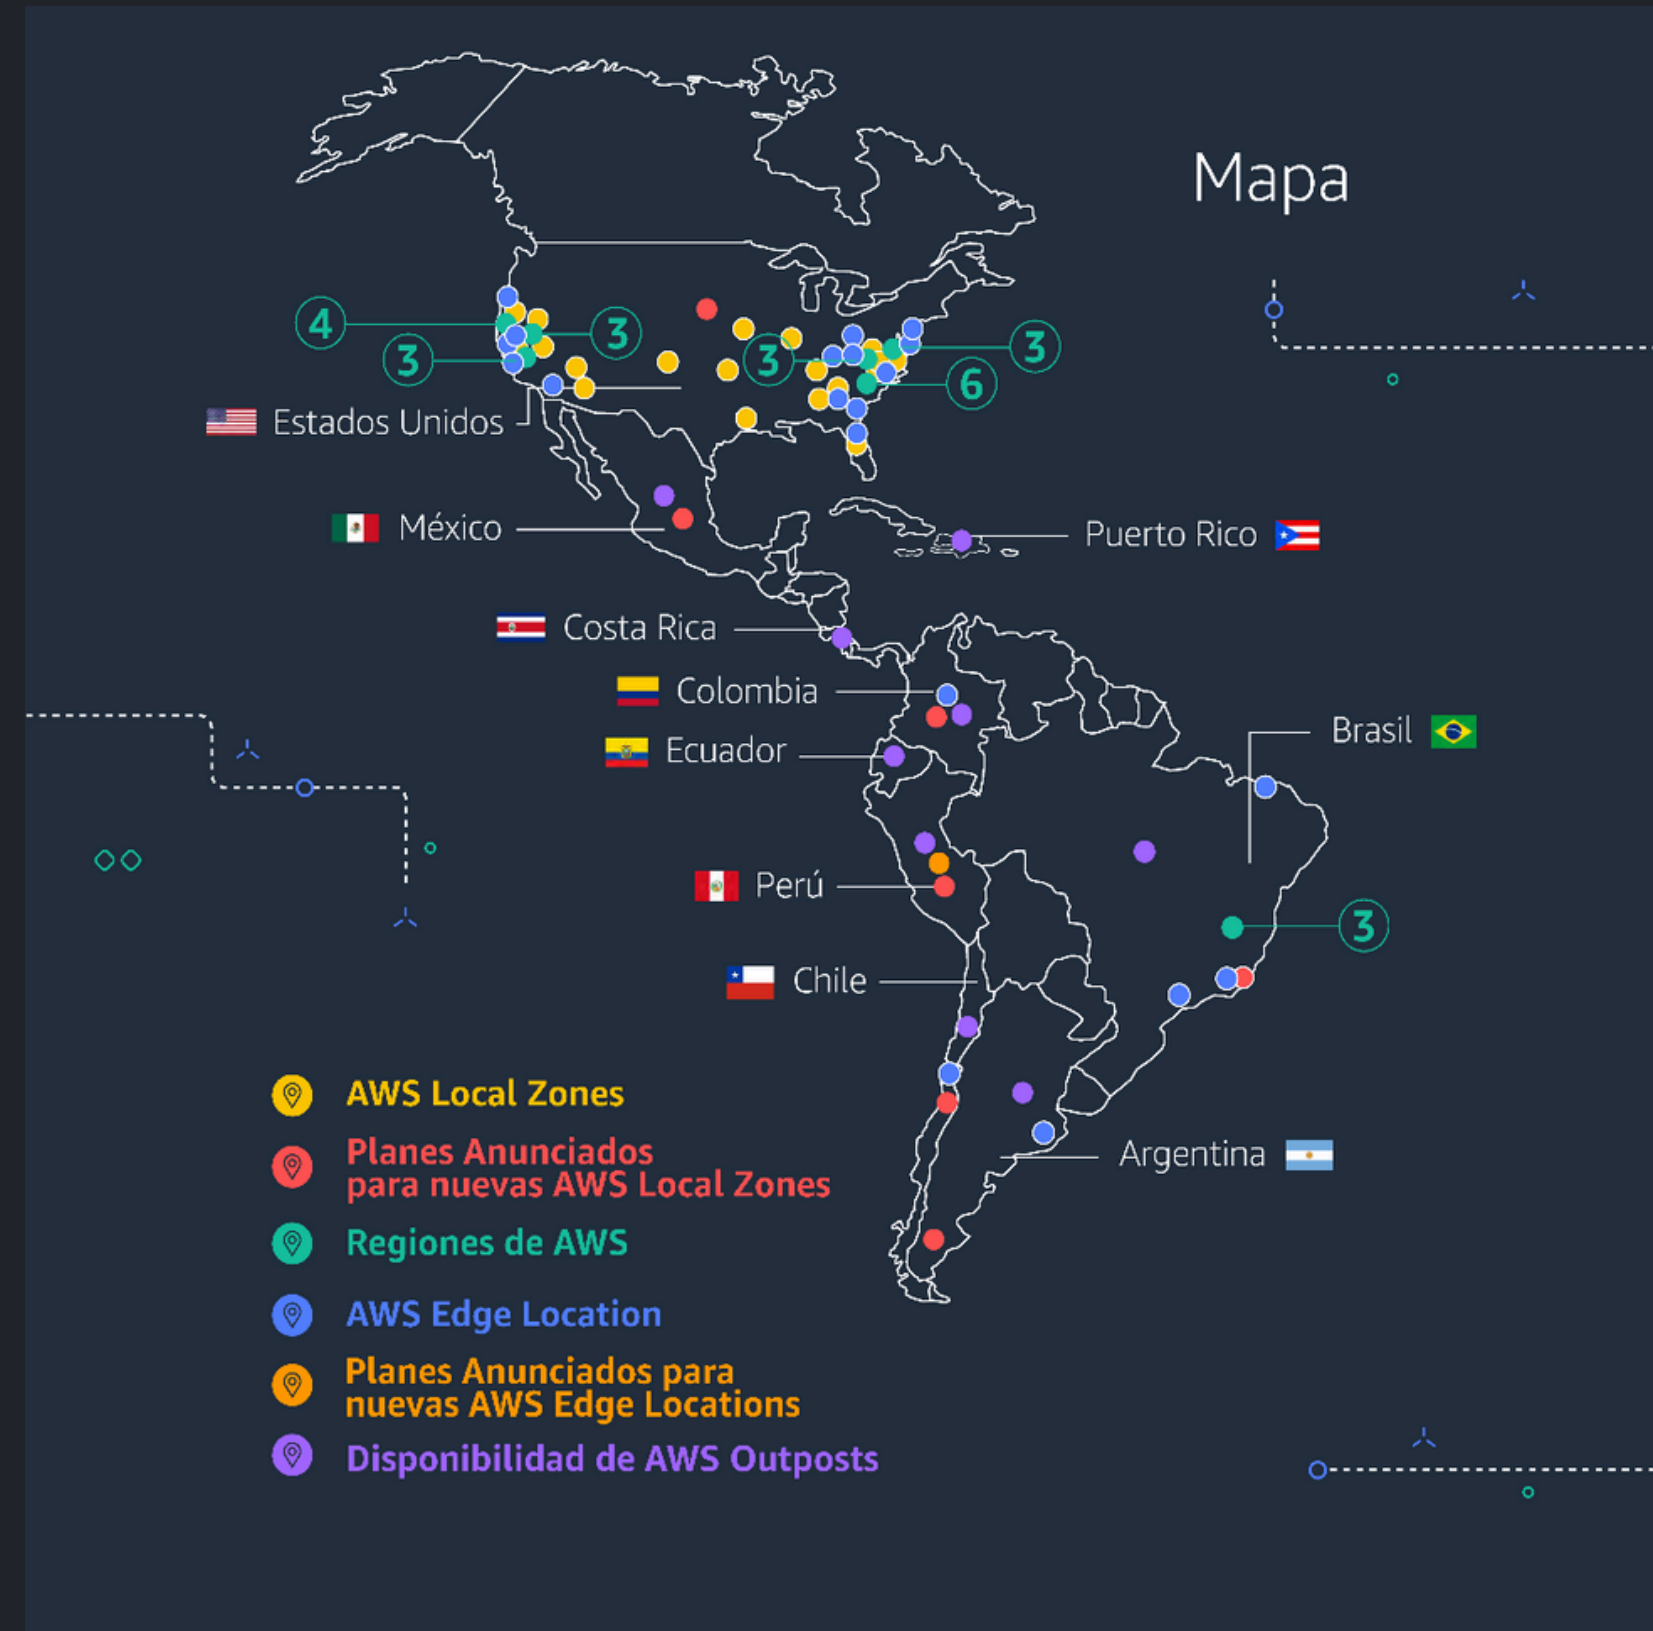 Mapa
4
3
3
3
3
6
Estados Unidos
México
Puerto Rico
Costa Rica
Colombia
Brasil
Ecuador
Perú
3
Chile
AWS Local Zones
Planes Anunciados
para nuevas AWS Local Zones
Argentina
Regiones de AWS
AWS Edge Location
Planes Anunciados para
nuevas AWS Edge Locations
Disponibilidad de AWS Outposts